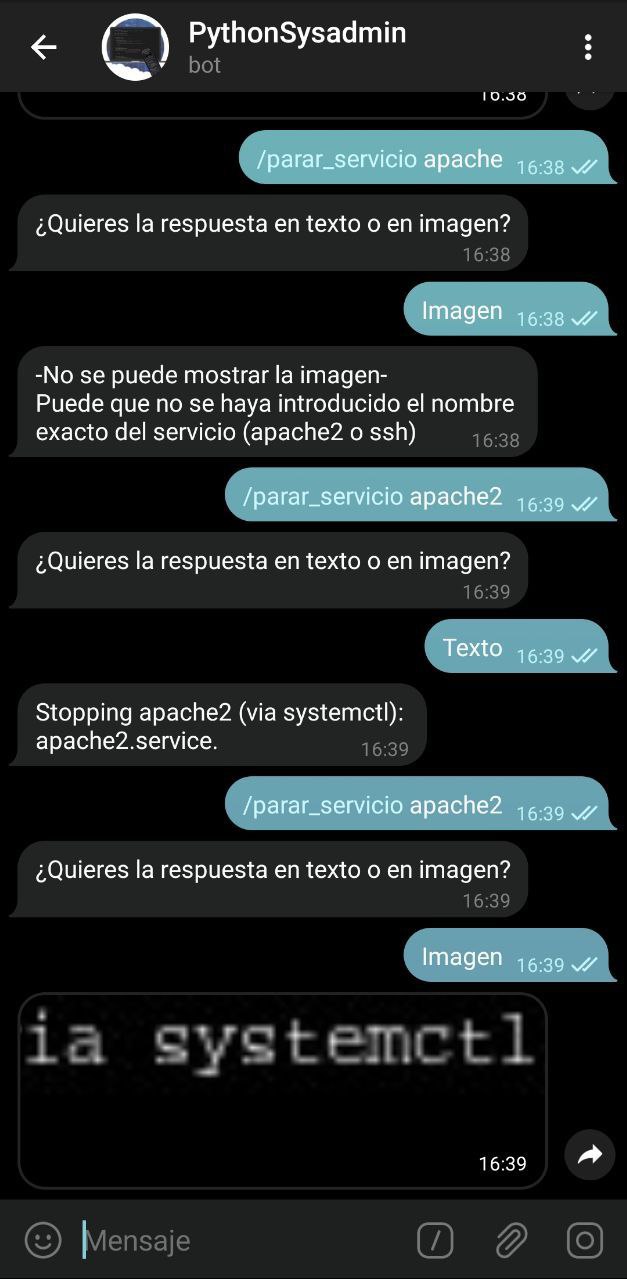 PythonSysadmin
bot
16:38
/parar_servicio apache 16:38
¿Quieres la respuesta en texto o en imagen?
16:38
Imagen 16:38
-No se puede mostrar la imagen-
Puede que no se haya introducido el nombre
exacto del servicio (apache2 o ssh) 16:38
/parar_servicio apache2 16:39
¿Quieres la respuesta en texto o en imagen?
16:39
Texto 16:39
Stopping apache2 (via systemctl):
apache2.service. 16:39
/parar_servicio apache2 16:39
¿Quieres la respuesta en texto o en imagen?
16:39
Imagen 16:39
ia systemctl
16:39
Mensaje